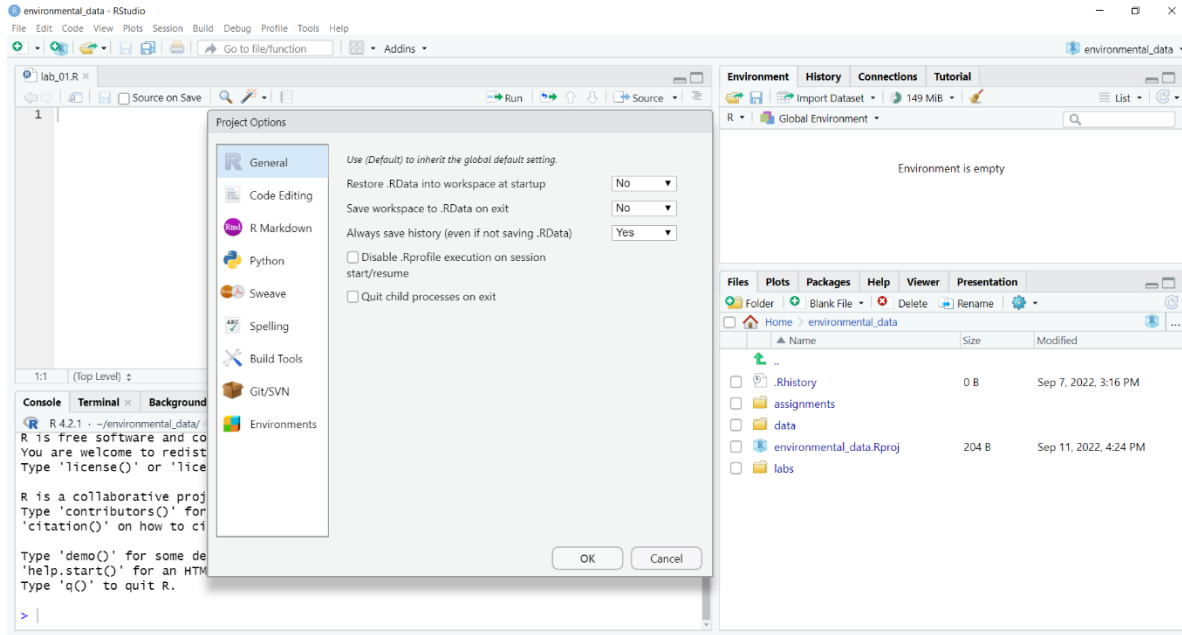 environmental_data - RStudio
File Edit Code View Plots Session Build Debug Profile Tools Help
Go to file/function Addins environmental_data
lab_01.R
Source on Save Run Source
1
1:1 (Top Level)
Project Options
General
Code Editing
R Markdown
Python
Sweave
Spelling
Build Tools
Git/SVN
Environments
Use (Default) to inherit the global default setting.
Restore .RData into workspace at startup No
Save workspace to .RData on exit No
Always save history (even if not saving .RData) Yes
Disable .Rprofile execution on session
start/resume
Quit child processes on exit
OK Cancel
Console Terminal Background
R 4.2.1 · ~/environmental_data/
R is free software and co
You are welcome to redist
Type 'license()' or 'lice
R is a collaborative proj
Type 'contributors()' for
'citation()' on how to ci
Type 'demo()' for some de
'help.start()' for an HTM
Type 'q()' to quit R.
>
Environment History Connections Tutorial
Import Dataset 149 MiB List
R Global Environment
Environment is empty
Files Plots Packages Help Viewer Presentation
Folder Blank File Delete Rename
Home > environmental_data
Name Size Modified
..
.Rhistory 0 B Sep 7, 2022, 3:16 PM
assignments
data
environmental_data.Rproj 204 B Sep 11, 2022, 4:24 PM
labs